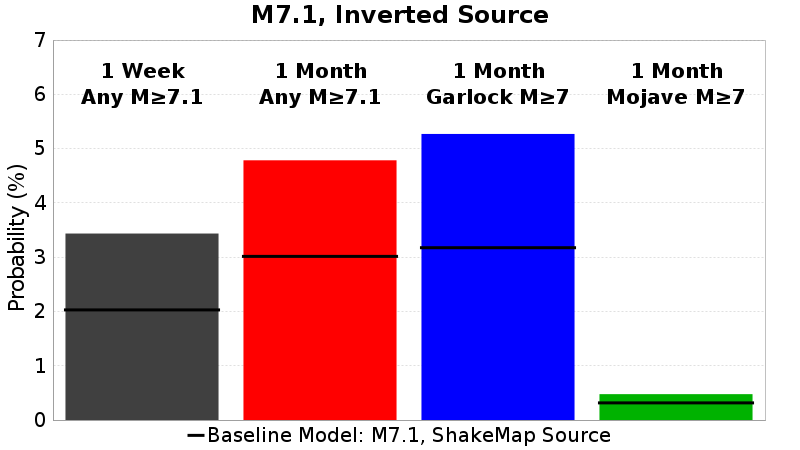 M7.1, Inverted Source
7
1 Week
Any M≥7.1
1 Month
Any M≥7.1
1 Month
Garlock M≥7
1 Month
Mojave M≥7
6
5
4
3
2
1
0
Probability (%)
Baseline Model: M7.1, ShakeMap Source